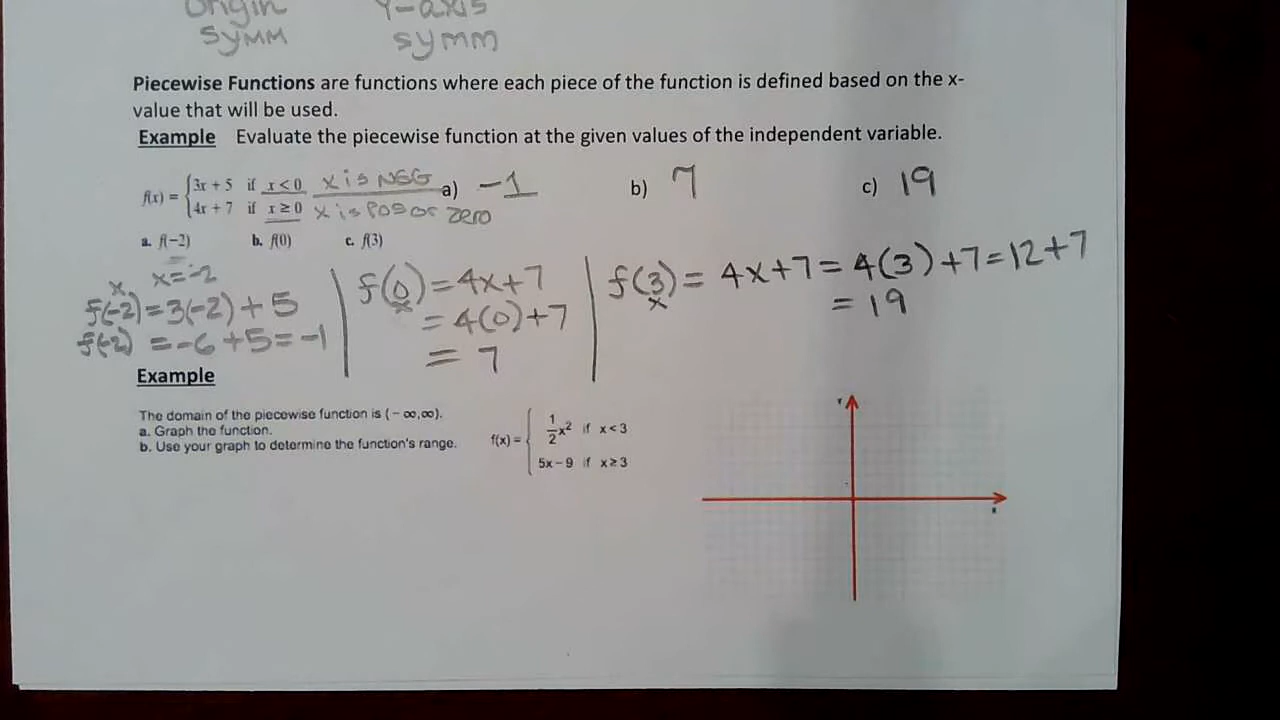 Origin Y-axis
symm symm
Piecewise Functions are functions where each piece of the function is defined based on the x-
value that will be used.
Example Evaluate the piecewise function at the given values of the independent variable.
f(x) = { 3x + 5 if x < 0 x is NEG a) -1 b) 7 c) 19
4x + 7 if x ≥ 0 x is Pos or zero
a. f(-2) b. f(0) c. f(3)
x x=-2
f(-2)=3(-2)+5
f(-2) =-6+5=-1
f(0)=4x+7
x
=4(0)+7
= 7
f(3)= 4x+7=4(3)+7=12+7
x
= 19
Example
The domain of the piecewise function is (-∞,∞).
a. Graph the function.
b. Use your graph to determine the function's range.
f(x) = { 1/2 x² if x < 3
5x - 9 if x ≥ 3